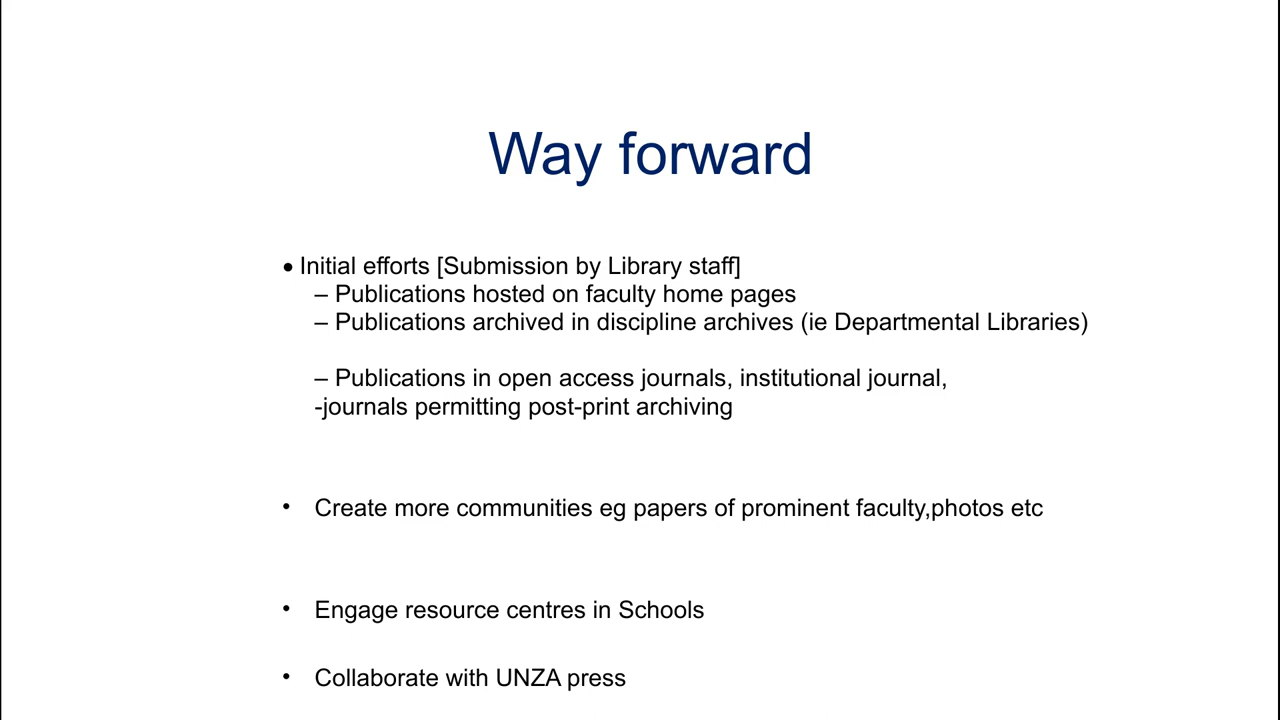 Way forward
• Initial efforts [Submission by Library staff]
– Publications hosted on faculty home pages
– Publications archived in discipline archives (ie Departmental Libraries)
– Publications in open access journals, institutional journal,
-journals permitting post-print archiving
• Create more communities eg papers of prominent faculty,photos etc
• Engage resource centres in Schools
• Collaborate with UNZA press